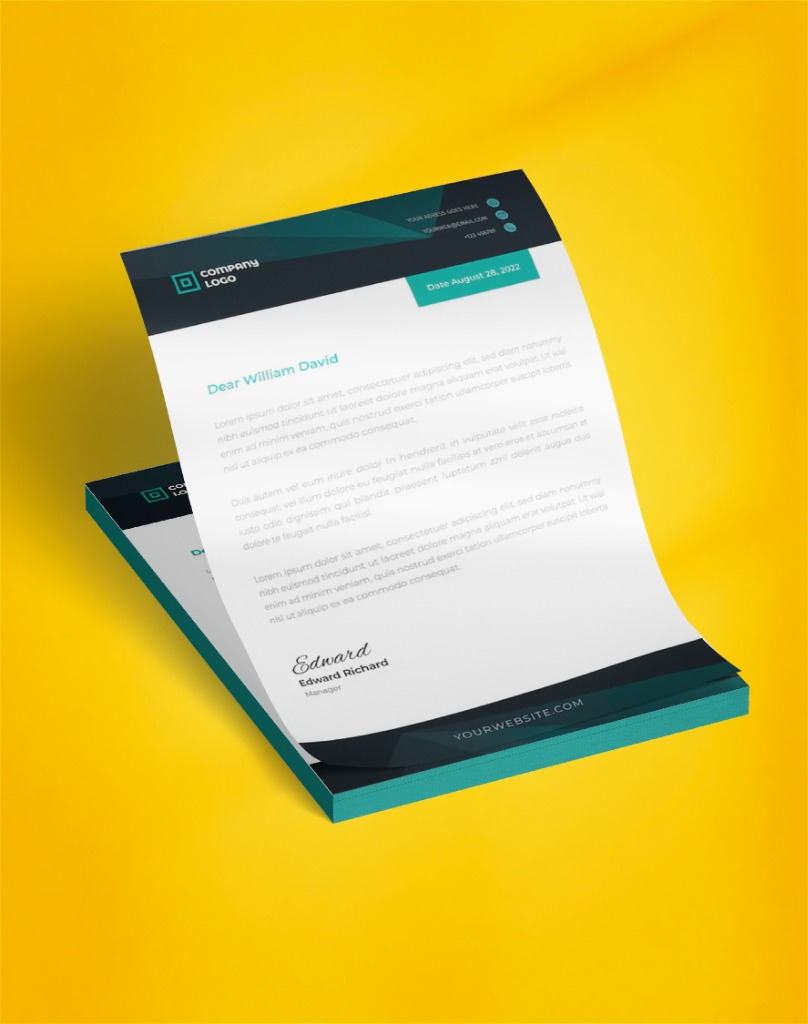 YOUR ADRESS GOES HERE
YOURWEB@EMAIL.COM
+123 456789
COMPANY
LOGO
Date August 28, 2022
Dear William David
Lorem ipsum dolor sit amet, consectetuer adipiscing elit, sed diam nonummy
nibh euismod tincidunt ut laoreet dolore magna aliquam erat volutpat. Ut wisi
enim ad minim veniam, quis nostrud exerci tation ullamcorper suscipit lobortis
nisl ut aliquip ex ea commodo consequat.
Duis autem vel eum iriure dolor in hendrerit in vulputate velit esse molestie
consequat, vel illum dolore eu feugiat nulla facilisis at vero eros et accumsan et
iusto odio dignissim qui blandit praesent luptatum zzril delenit augue duis
dolore te feugait nulla facilisi.
Lorem ipsum dolor sit amet, consectetuer adipiscing elit, sed diam nonummy
nibh euismod tincidunt ut laoreet dolore magna aliquam erat volutpat. Ut wisi
enim ad minim veniam, quis nostrud exerci tation ullamcorper suscipit lobortis
nisl ut aliquip ex ea commodo consequat.
Edward
Edward Richard
Manager
YOURWEBSITE.COM